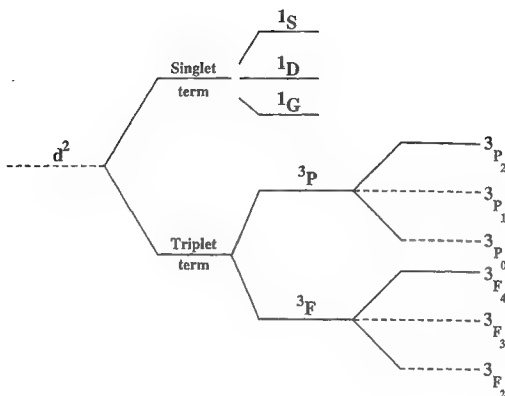 ¹S
Singlet
term
¹D
¹G
d²
³P
³P₂
³P₁
³P₀
Triplet
term
³F
³F₄
³F₃
³F₂